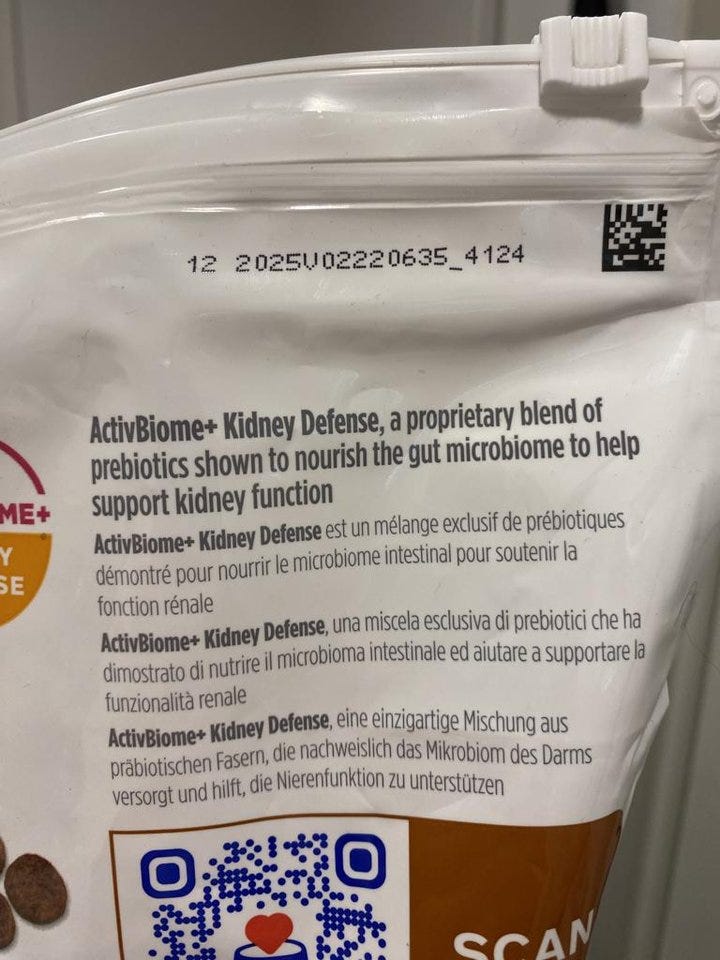 12 2025V02220635_4124
ActivBiome+ Kidney Defense, a proprietary blend of
prebiotics shown to nourish the gut microbiome to help
support kidney function
ActivBiome+ Kidney Defense est un mélange exclusif de prébiotiques
démontré pour nourrir le microbiome intestinal pour soutenir la
fonction rénale
ActivBiome+ Kidney Defense, una miscela esclusiva di prebiotici che ha
dimostrato di nutrire il microbioma intestinale ed aiutare a supportare la
funzionalità renale
ActivBiome+ Kidney Defense, eine einzigartige Mischung aus
präbiotischen Fasern, die nachweislich das Mikrobiom des Darms
versorgt und hilft, die Nierenfunktion zu unterstützen
ME+
Y
SE
SCAN